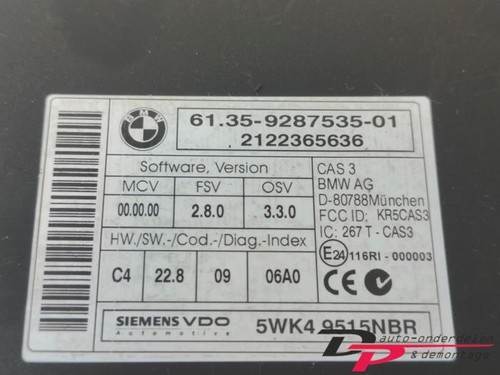 BMW
61.35-9287535-01
2122365636
Software, Version
MCV FSV OSV
00.00.00 2.8.0 3.3.0
HW./SW.-/Cod.-/Diag.-Index
C4 22.8 09 06A0
CAS 3
BMW AG
D-80788München
FCC ID: KR5CAS3
IC: 267 T - CAS3
E24 116RI - 000003
CE
SIEMENS VDO
Automotive
5WK4 9515NBR
DP auto-onderdelen
& demontage